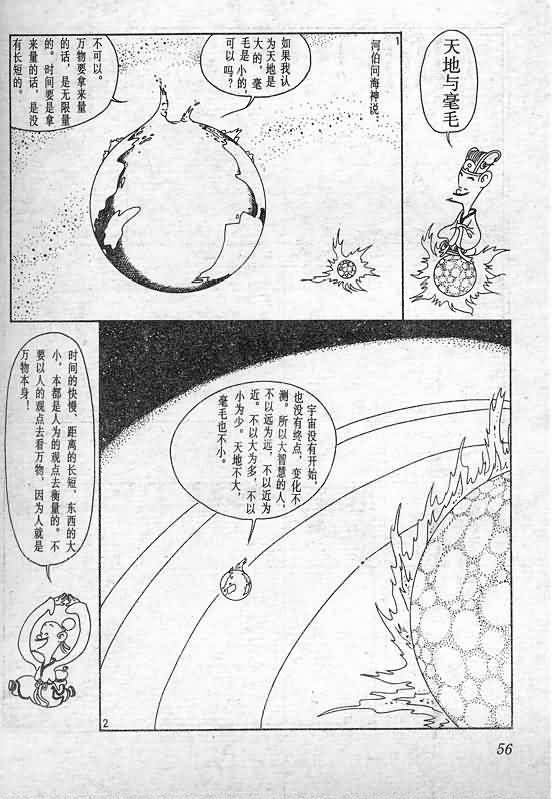 天地与毫毛
1
河伯问海神说：
如果我认
为天地是
大的，毫
毛是小的，
可以吗？
不可以。
万物要拿来量
的话，是无限量
的。时间要是拿
来量的话，是没
有长短的。
宇宙没有开始，
也没有终点，变化不
测。所以大智慧的人，
不以远为远，不以近为
近。不以大为多，不以
小为少。天地不大，
毫毛也不小。
2
时间的快慢、距离的长短、东西的大
小，本都是人为的观点去衡量的。不
要以人的观点去看万物，因为人就是
万物本身！
56